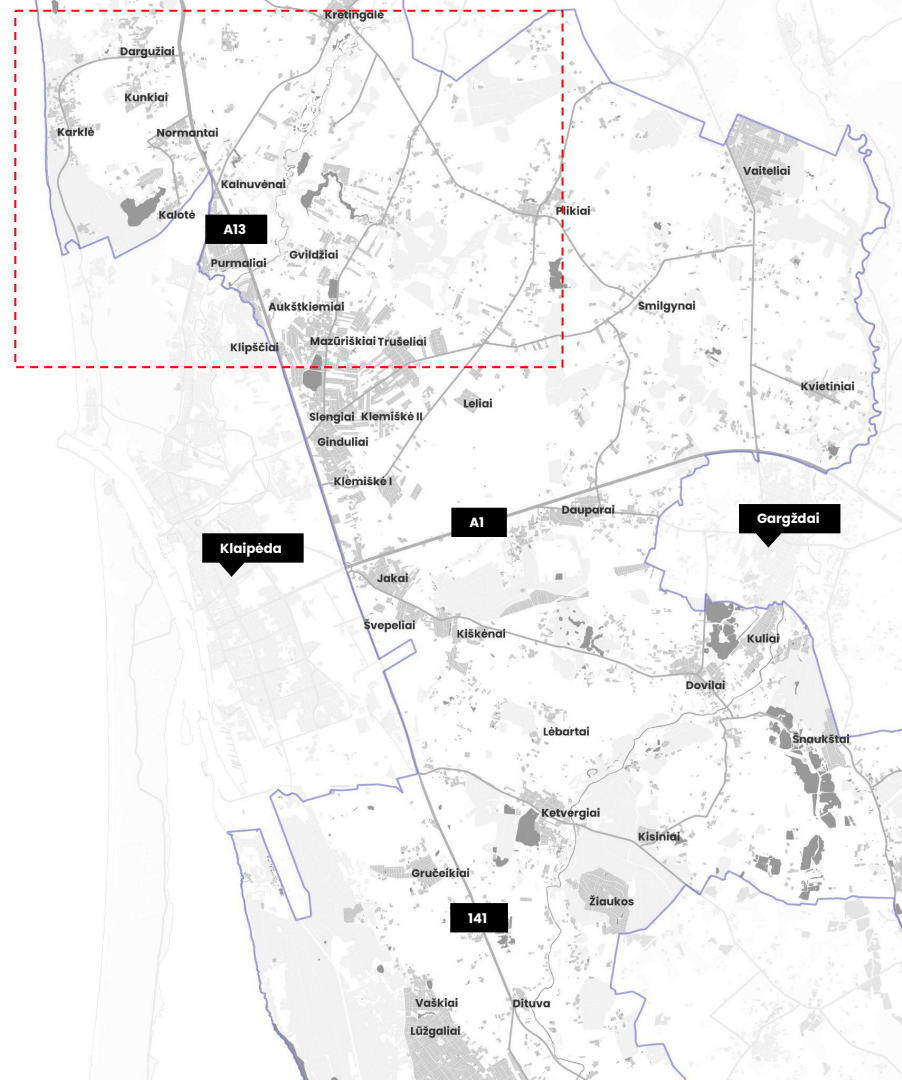 Kretingalė
Dargužiai
Kunkiai
Karklė
Normantai
Vaiteliai
Kalnuvėnai
Kalotė
Plikiai
A13
Gvildžiai
Purmaliai
Aukštkiemiai
Smilgynai
Klipščiai
Mazūriškiai
Trušeliai
Kvietiniai
Leliai
Slengiai
Klemiškė II
Ginduliai
Klemiškė I
Dauparai
A1
Gargždai
Klaipėda
Jakai
Švepeliai
Kiškėnai
Kuliai
Dovilai
Lėbartai
Šnaukštai
Ketvergiai
Kisiniai
Gručeikiai
Žiaukos
141
Vaškiai
Dituva
Lūžgaliai